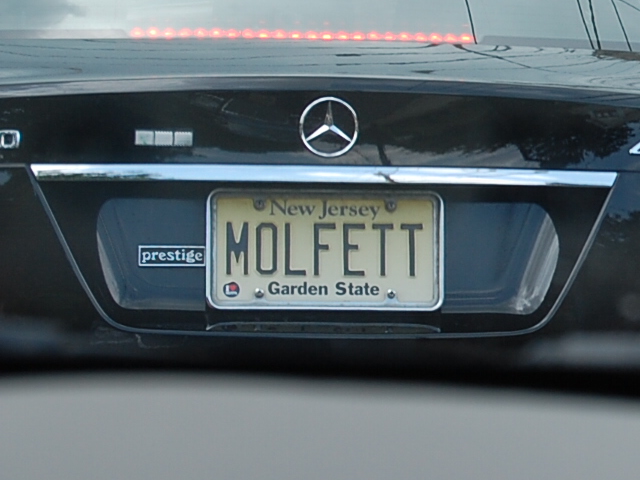 New Jersey
prestige
MOLFETT
Garden State